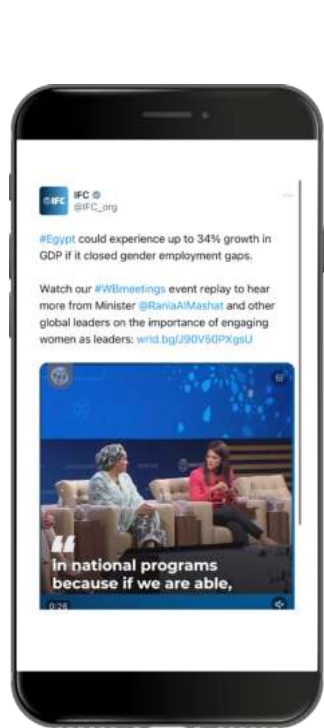 IFC
IFC
@IFC_org
#Egypt could experience up to 34% growth in
GDP if it closed gender employment gaps.
Watch our #WBmeetings event replay to hear
more from Minister @RaniaAlMashat and other
global leaders on the importance of engaging
women as leaders: wrld.bg/J90V50PXgsU
In national programs
because if we are able,
0:26